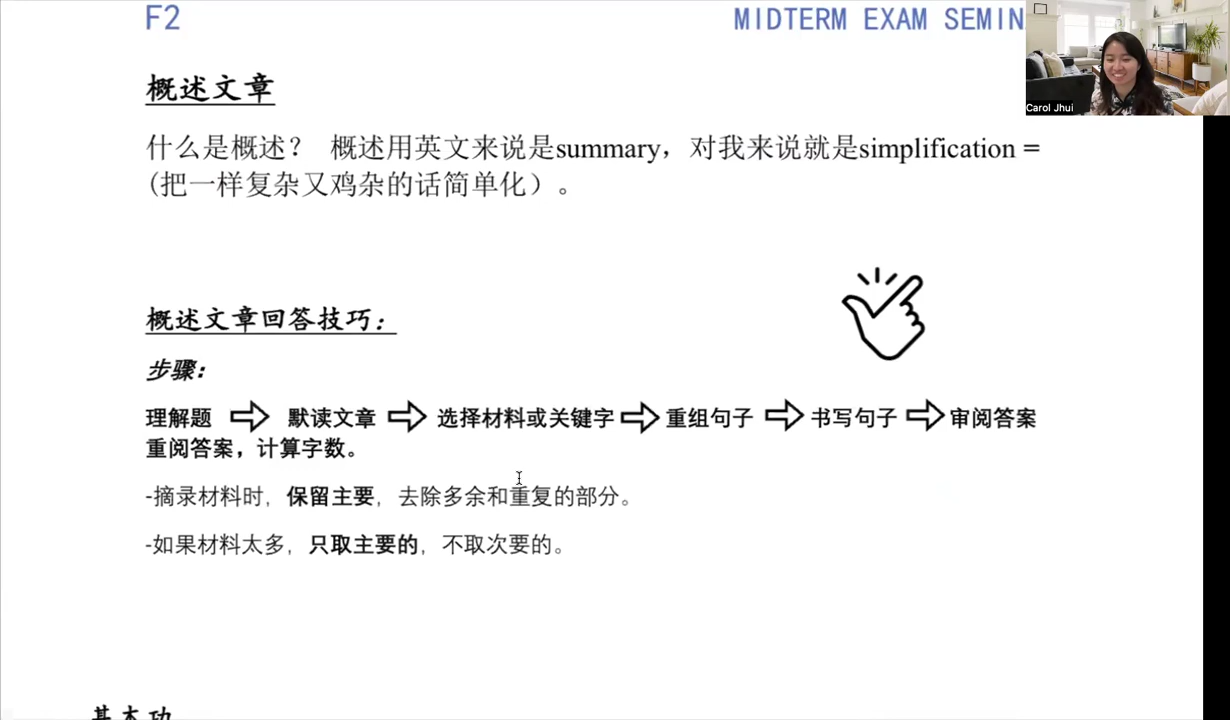 F2
MIDTERM EXAM SEMIN
Carol Jhui
概述文章
什么是概述？ 概述用英文来说是summary，对我来说就是simplification =
(把一样复杂又鸡杂的话简单化）。
概述文章回答技巧：
步骤：
理解题 默读文章 选择材料或关键字 重组句子 书写句子 审阅答案
重阅答案，计算字数。
-摘录材料时，保留主要，去除多余和重复的部分。
-如果材料太多，只取主要的，不取次要的。
基本功